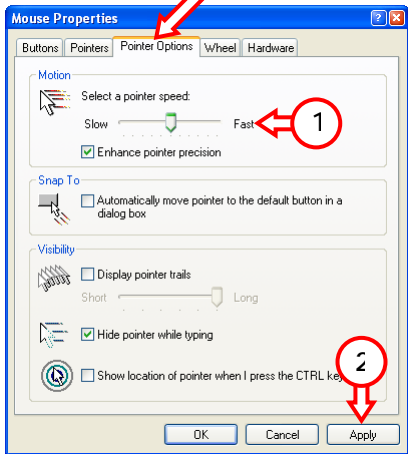 Mouse Properties
Buttons Pointers Pointer Options Wheel Hardware
Motion
Select a pointer speed:
Slow Fast
1
Enhance pointer precision
Snap To
Automatically move pointer to the default button in a
dialog box
Visibility
Display pointer trails
Short Long
Hide pointer while typing
Show location of pointer when I press the CTRL
2
OK Cancel Apply